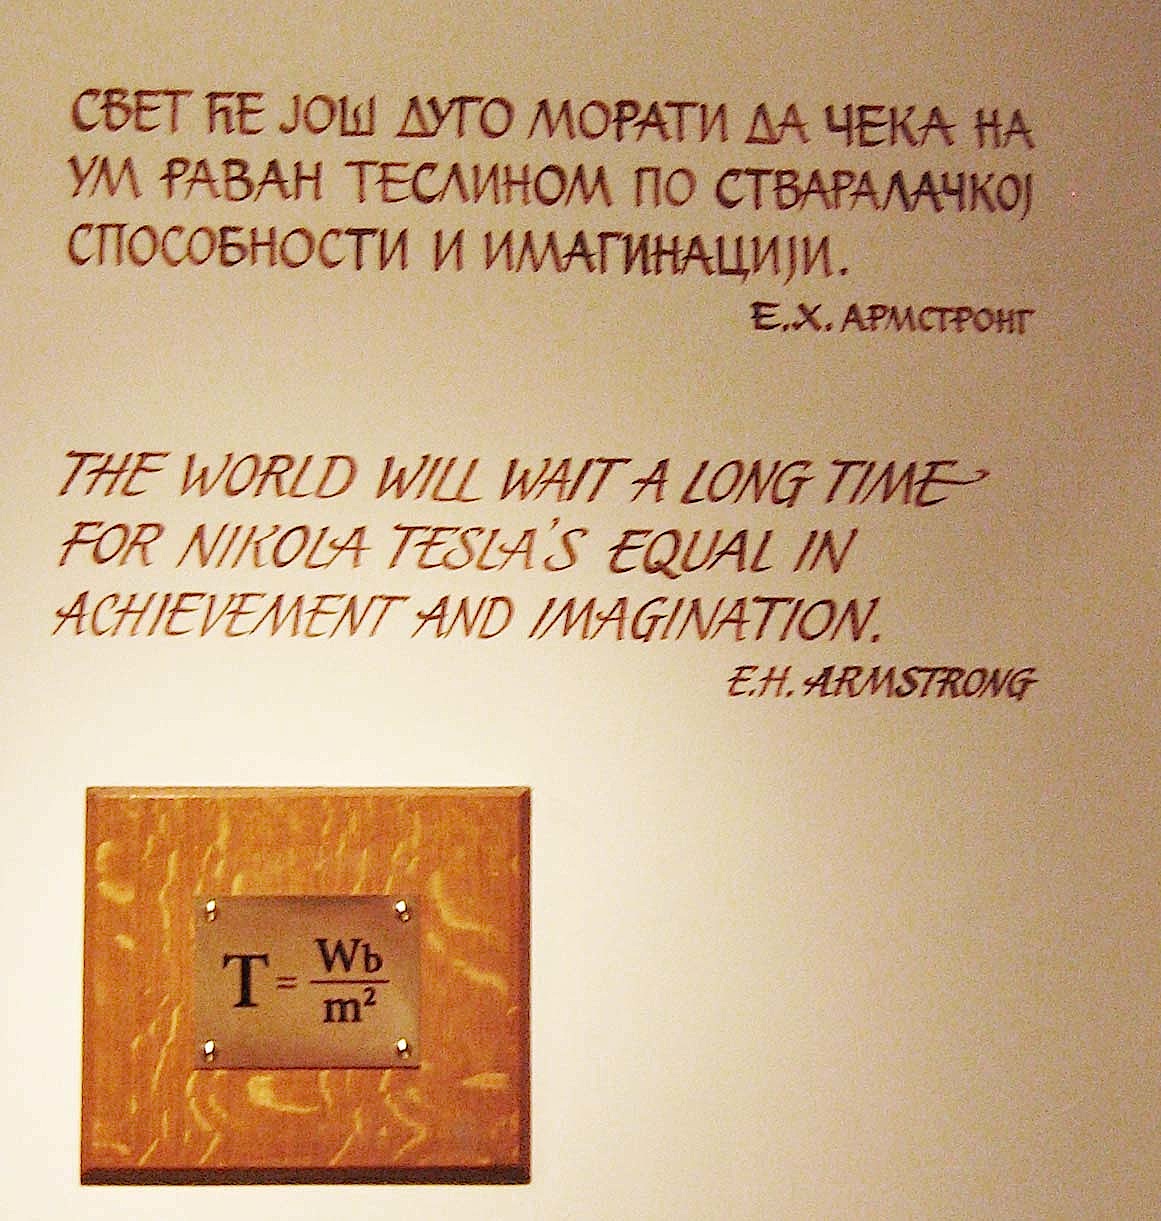 СВЕТ ЋЕ ЈОШ ДУГО МОРАТИ ДА ЧЕКА НА
УМ РАВАН ТЕСЛИНОМ ПО СТВАРАЛАЧКОЈ
СПОСОБНОСТИ И ИМАГИНАЦИЈИ.
Е.Х. АРМСТРОНГ
THE WORLD WILL WAIT A LONG TIME
FOR NIKOLA TESLA'S EQUAL IN
ACHIEVEMENT AND IMAGINATION.
E.H. ARMSTRONG
T = Wb/m²